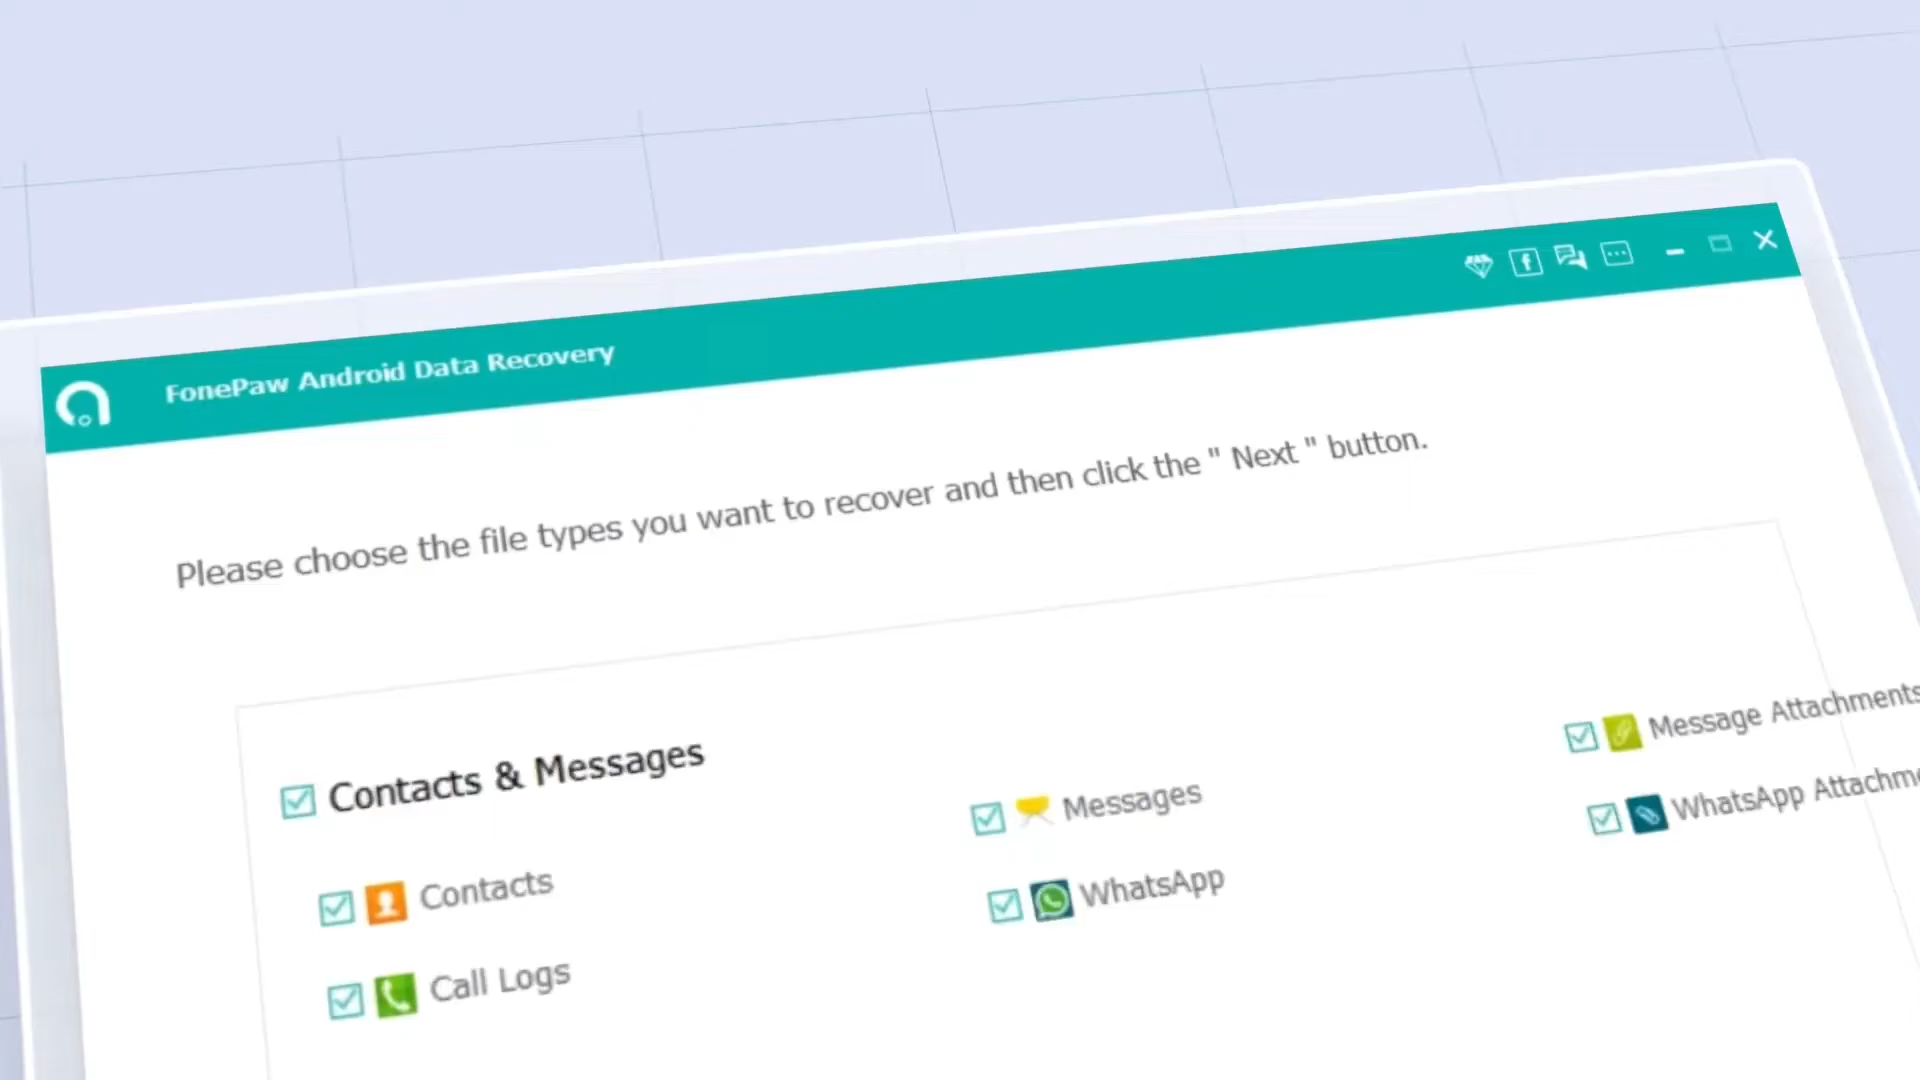 FonePaw Android Data Recovery
Please choose the file types you want to recover and then click the " Next " button.
Contacts & Messages
Contacts
Messages
Message Attachments
Call Logs
WhatsApp
WhatsApp